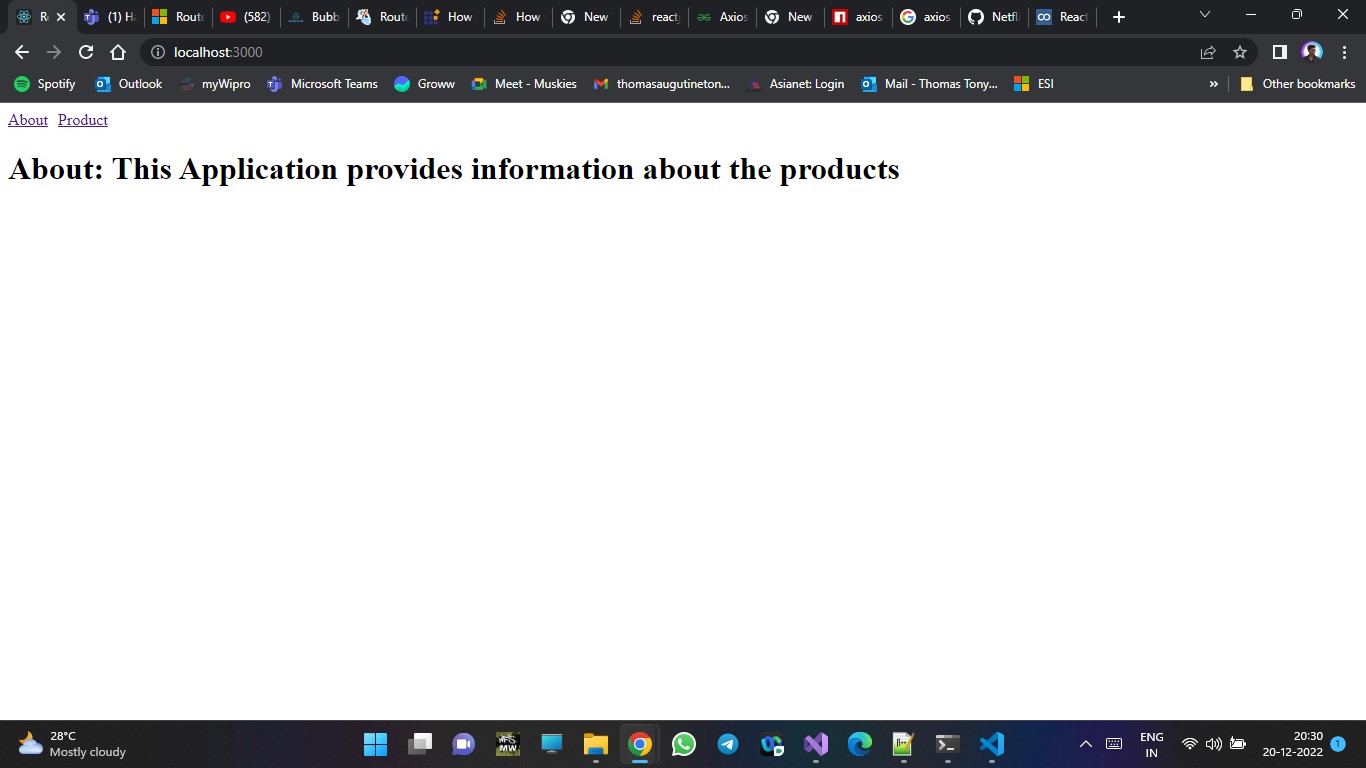 R
(1) H
Route
(582)
Bubb
Route
How
How
New
react
Axios
New
axios
axios
Netfl
React
localhost:3000
Spotify
Outlook
myWipro
Microsoft Teams
Groww
Meet - Muskies
thomasaugutineton...
Asianet: Login
Mail - Thomas Tony...
ESI
»
Other bookmarks
About Product
About: This Application provides information about the products
28°C
Mostly cloudy
NFS
MW
ENG
IN
20:30
20-12-2022
1